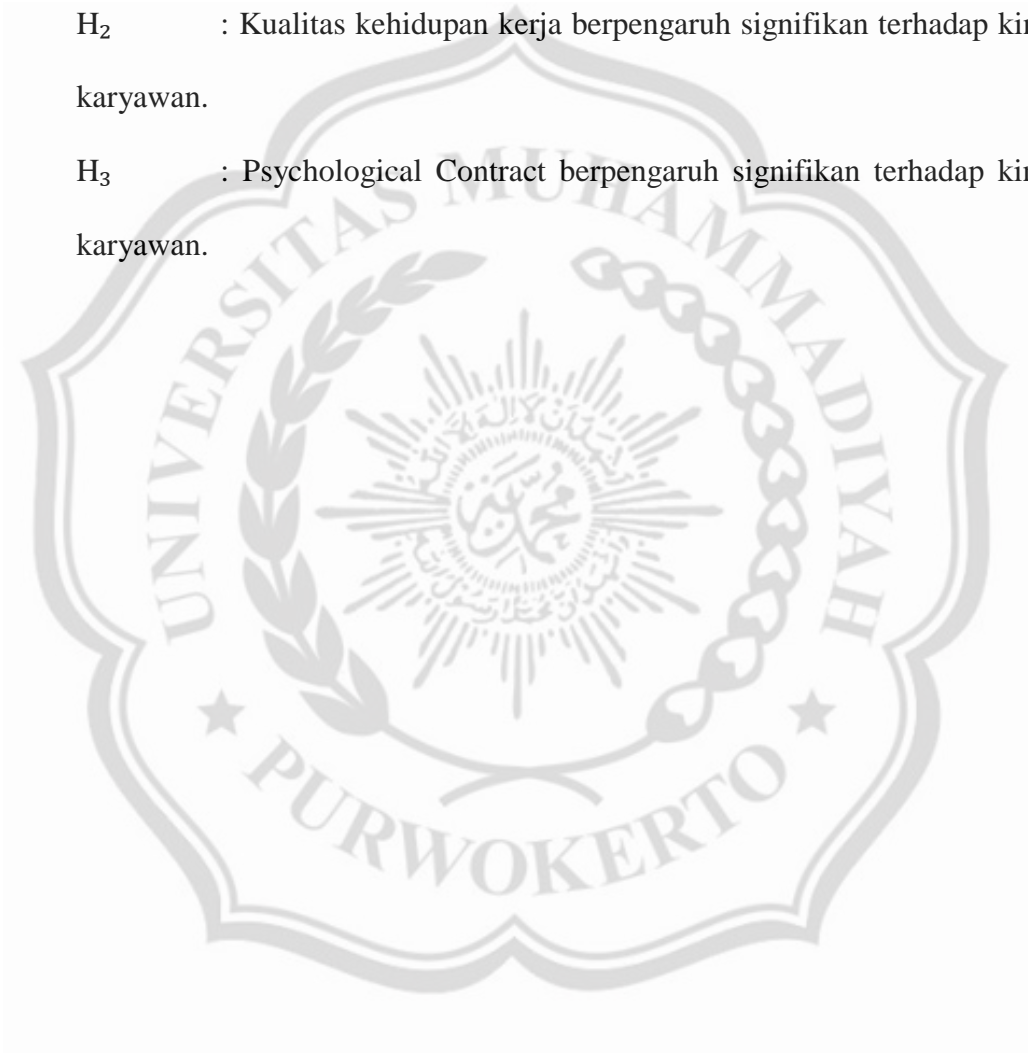 H₂ : Kualitas kehidupan kerja berpengaruh signifikan terhadap
karyawan.
H₃ : Psychological Contract berpengaruh signifikan terhadap
karyawan.
UNIVERSITAS MUHAMMADIYAH
PURWOKERTO